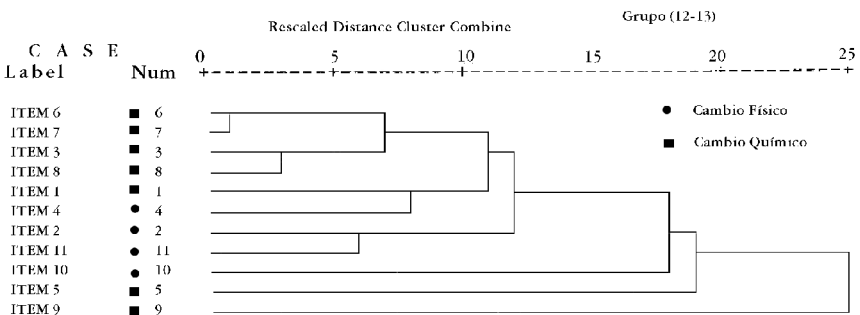 Grupo (12-13)
Rescaled Distance Cluster Combine
C A S E 0 5 10 15 20 25
Label Num
ITEM 6 6
ITEM 7 7
ITEM 3 3
ITEM 8 8
ITEM 1 1
ITEM 4 4
ITEM 2 2
ITEM 11 11
ITEM 10 10
ITEM 5 5
ITEM 9 9
Cambio Físico
Cambio Químico